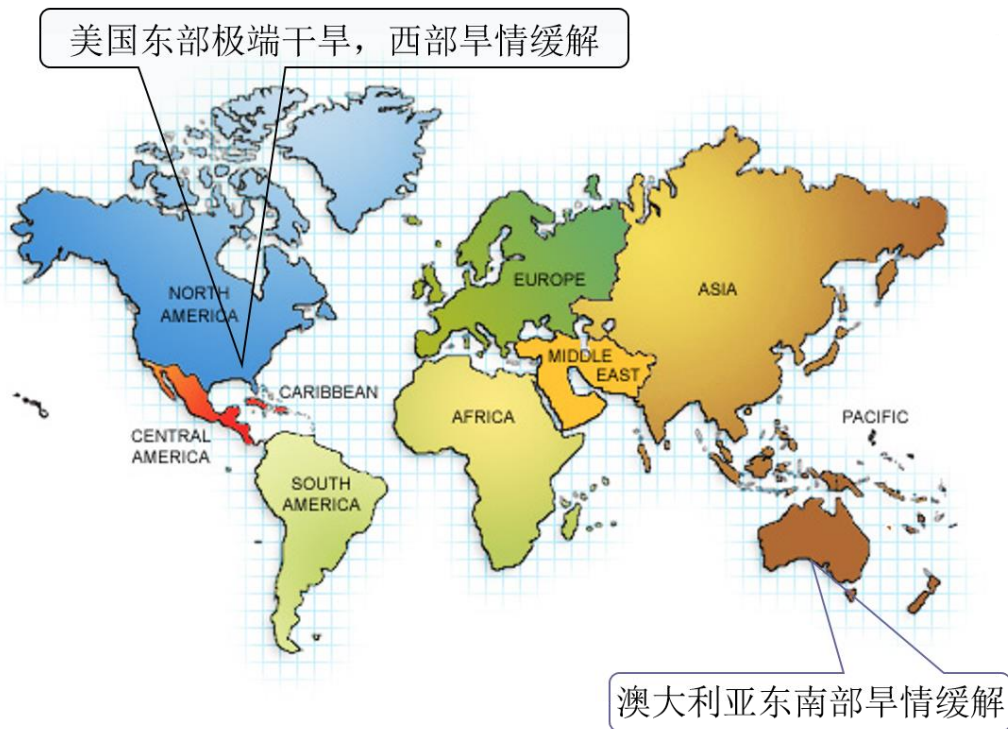 美国东部极端干旱，西部旱情缓解
NORTH
AMERICA
EUROPE
ASIA
MIDDLE
EAST
CARIBBEAN
AFRICA
PACIFIC
CENTRAL
AMERICA
SOUTH
AMERICA
澳大利亚东南部旱情缓解